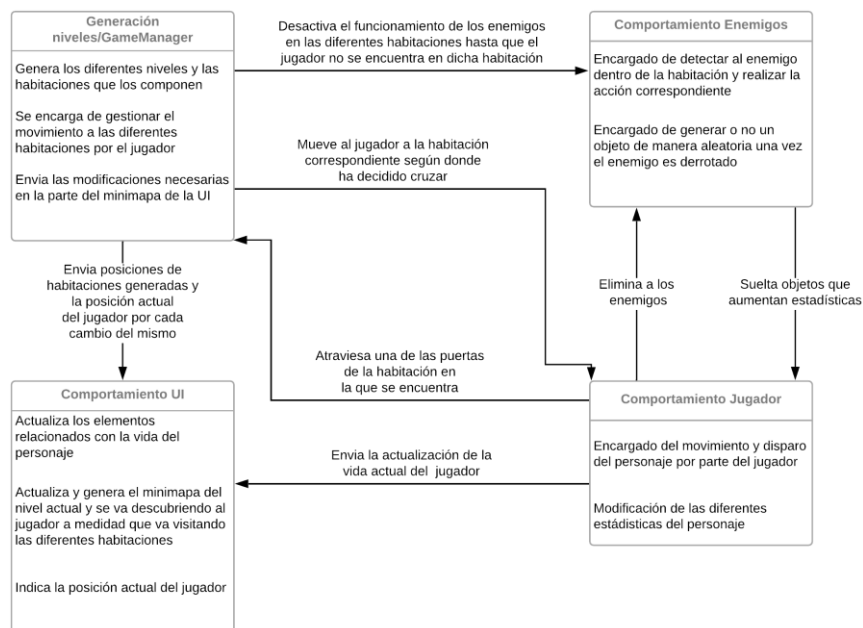 Generación
niveles/GameManager
Genera los diferentes niveles y las
habitaciones que los componen
Se encarga de gestionar el
movimiento a las diferentes
habitaciones por el jugador
Envia las modificaciones necesarias
en la parte del minimapa de la UI
Desactiva el funcionamiento de los enemigos
en las diferentes habitaciones hasta que el
jugador no se encuentra en dicha habitación
Comportamiento Enemigos
Encargado de detectar al enemigo
dentro de la habitación y realizar la
acción correspondiente
Encargado de generar o no un
objeto de manera aleatoria una vez
el enemigo es derrotado
Mueve al jugador a la habitación
correspondiente según donde
ha decidido cruzar
Envia posiciones de
habitaciones generadas y
la posición actual
del jugador por cada
cambio del mismo
Elimina a los
enemigos
Suelta objetos que
aumentan estadísticas
Atraviesa una de las puertas
de la habitación en
la que se encuentra
Comportamiento UI
Actualiza los elementos
relacionados con la vida del
personaje
Actualiza y genera el minimapa del
nivel actual y se va descubriendo al
jugador a medidad que va visitando
las diferentes habitaciones
Indica la posición actual del jugador
Envia la actualización de la
vida actual del jugador
Comportamiento Jugador
Encargado del movimiento y disparo
del personaje por parte del jugador
Modificación de las diferentes
estádisticas del personaje